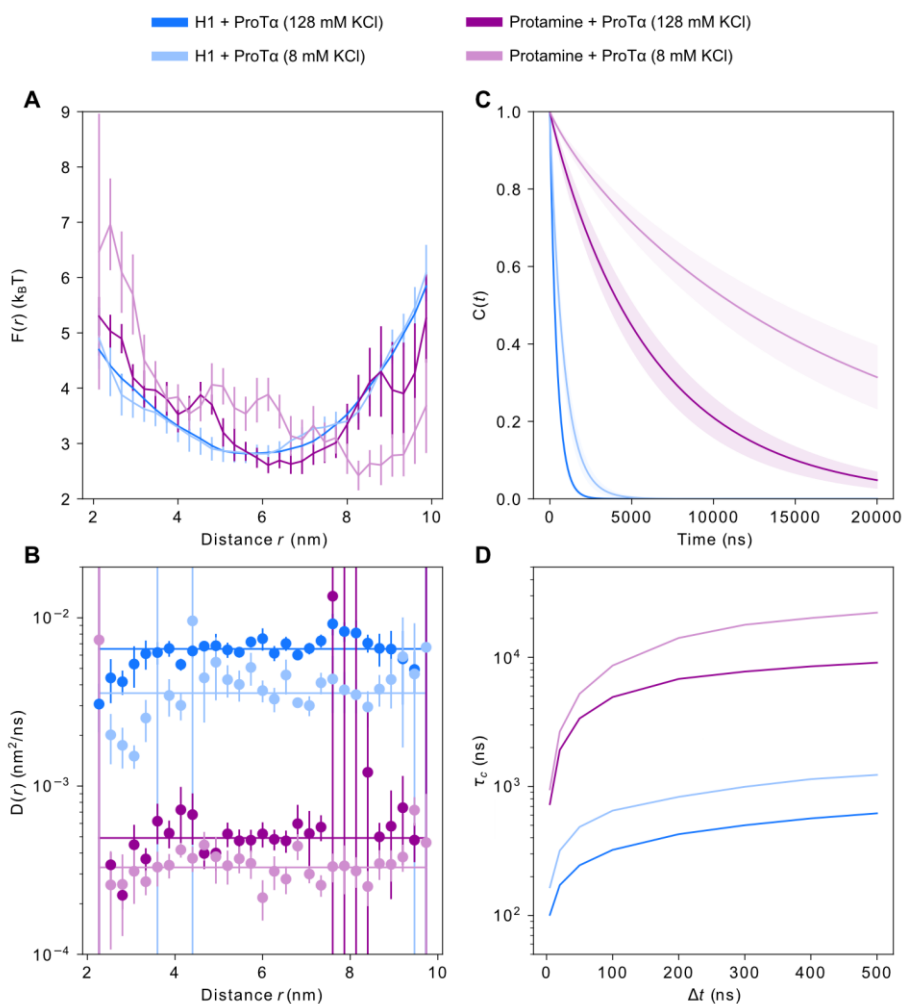 H1 + ProTα (128 mM KCl)
Protamine + ProTα (128 mM KCl)
H1 + ProTα (8 mM KCl)
Protamine + ProTα (8 mM KCl)
A
9
8
7
6
5
4
3
2
F(r) (kBT)
2 4 6 8 10
Distance r (nm)
C
1.0
0.8
0.6
0.4
0.2
0.0
C(t)
0 5000 10000 15000 20000
Time (ns)
B
10⁻²
10⁻³
10⁻⁴
D(r) (nm²/ns)
2 4 6 8 10
Distance r (nm)
D
10⁴
10³
10²
τc (ns)
0 100 200 300 400 500
Δt (ns)